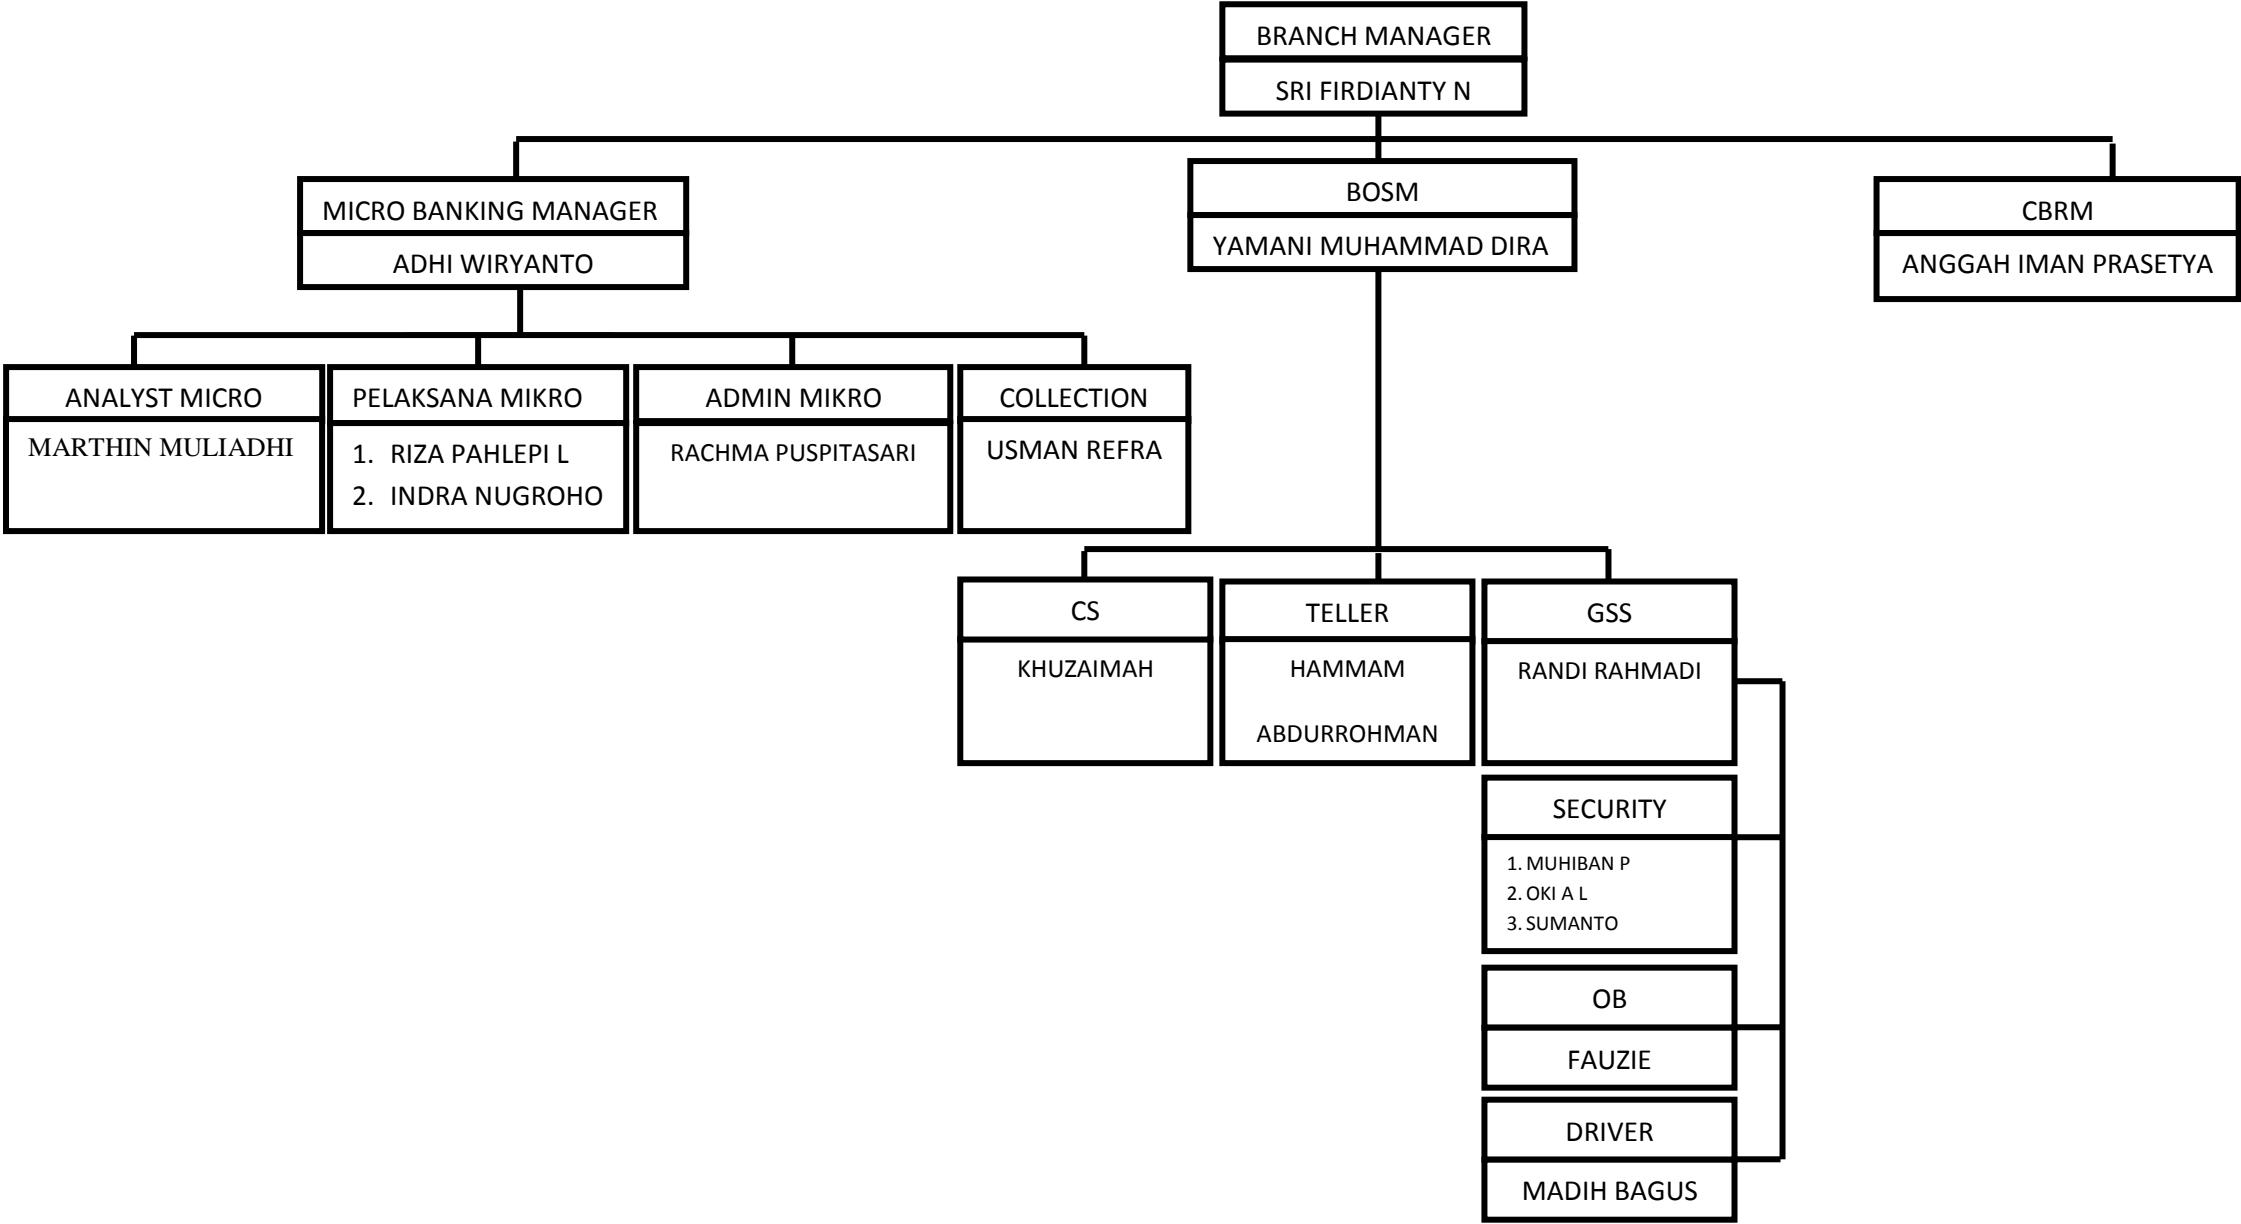 BRANCH MANAGER
SRI FIRDIANTY N
MICRO BANKING MANAGER
ADHI WIRYANTO
BOSM
YAMANI MUHAMMAD DIRA
CBRM
ANGGAH IMAN PRASETYA
ANALYST MICRO
MARTHIN MULIADHI
PELAKSANA MIKRO
1. RIZA PAHLEPI L
2. INDRA NUGROHO
ADMIN MIKRO
RACHMA PUSPITASARI
COLLECTION
USMAN REFRA
CS
KHUZAIMAH
TELLER
HAMMAM
ABDURROHMAN
GSS
RANDI RAHMADI
SECURITY
1. MUHIBAN P
2. OKI A L
3. SUMANTO
OB
FAUZIE
DRIVER
MADIH BAGUS